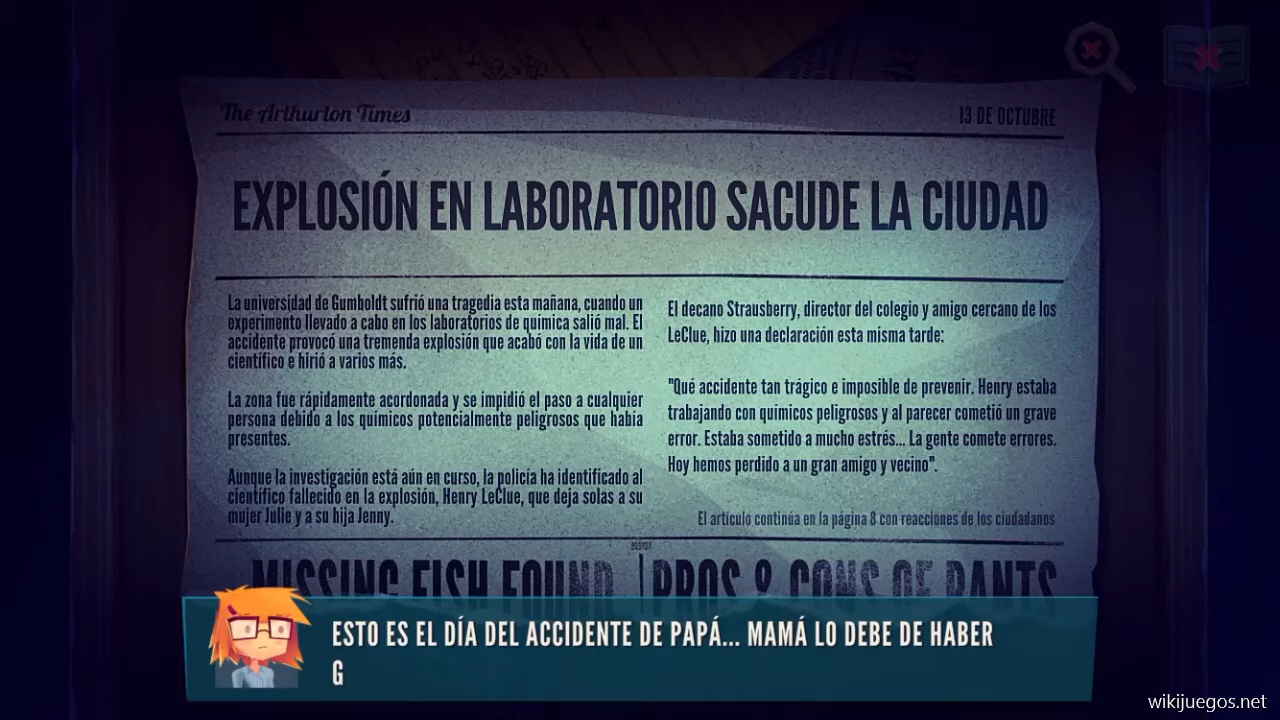 The Arthurton Times
13 DE OCTUBRE
EXPLOSIÓN EN LABORATORIO SACUDE LA CIUDAD
La universidad de Gumboldt sufrió una tragedia esta mañana, cuando un
experimento llevado a cabo en los laboratorios de química salió mal. El
accidente provocó una tremenda explosión que acabó con la vida de un
científico e hirió a varios más.
La zona fue rápidamente acordonada y se impidió el paso a cualquier
persona debido a los químicos potencialmente peligrosos que había
presentes.
Aunque la investigación está aún en curso, la policía ha identificado al
científico fallecido en la explosión, Henry LeClue, que deja solas a su
mujer Julie y a su hija Jenny.
El decano Strausberry, director del colegio y amigo cercano de los
LeClue, hizo una declaración esta misma tarde:
"Qué accidente tan trágico e imposible de prevenir. Henry estaba
trabajando con químicos peligrosos y al parecer cometió un grave
error. Estaba sometido a mucho estrés... La gente comete errores.
Hoy hemos perdido a un gran amigo y vecino".
El artículo continúa en la página 8 con reacciones de los ciudadanos
MISSING FISH FOUND
PROS & CONS OF PANTS
ESTO ES EL DÍA DEL ACCIDENTE DE PAPÁ... MAMÁ LO DEBE DE HABER
G
wikijuegos.net